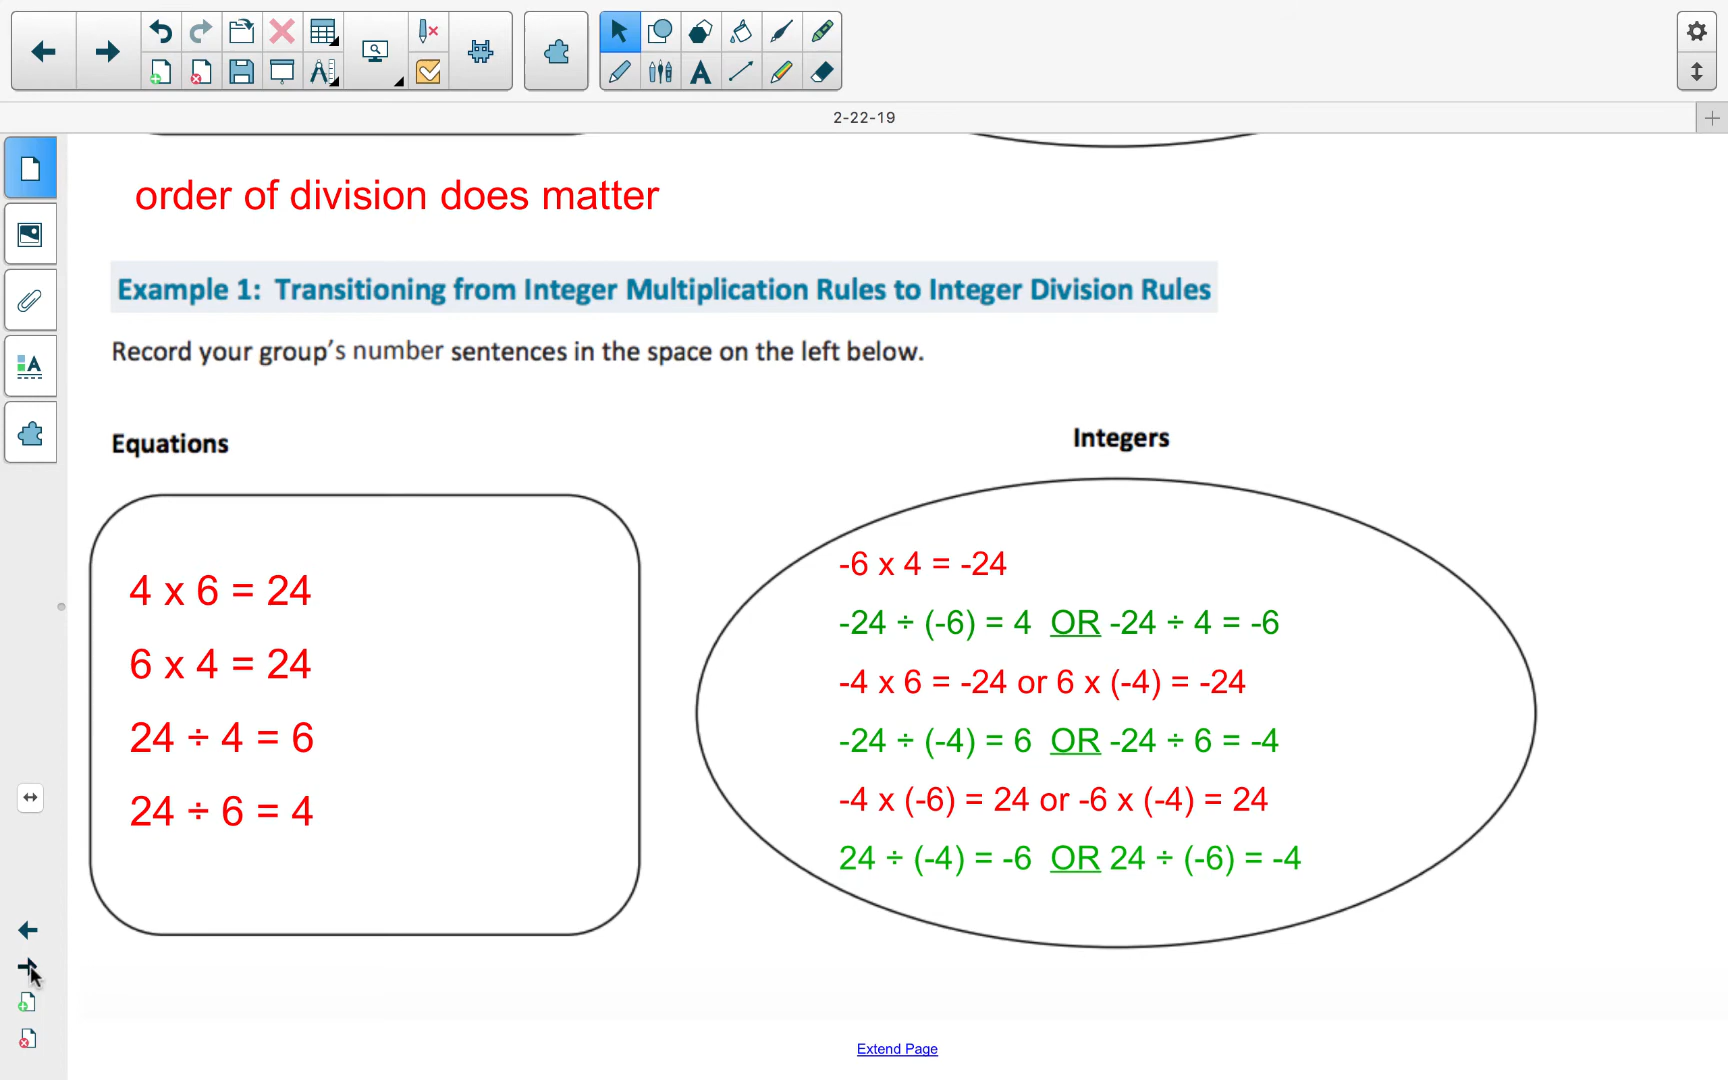 2-22-19
order of division does matter
Example 1: Transitioning from Integer Multiplication Rules to Integer Division Rules
Record your group's number sentences in the space on the left below.
Equations
Integers
4 x 6 = 24
6 x 4 = 24
24 ÷ 4 = 6
24 ÷ 6 = 4
-6 x 4 = -24
-24 ÷ (-6) = 4 OR -24 ÷ 4 = -6
-4 x 6 = -24 or 6 x (-4) = -24
-24 ÷ (-4) = 6 OR -24 ÷ 6 = -4
-4 x (-6) = 24 or -6 x (-4) = 24
24 ÷ (-4) = -6 OR 24 ÷ (-6) = -4
Extend Page